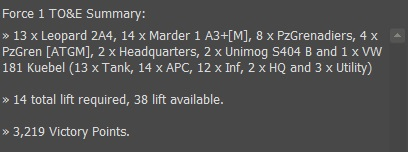 Force 1 TO&E Summary:
» 13 x Leopard 2A4, 14 x Marder 1 A3+[M], 8 x PzGrenadiers, 4 x
PzGren [ATGM], 2 x Headquarters, 2 x Unimog S404 B and 1 x VW
181 Kuebel (13 x Tank, 14 x APC, 12 x Inf, 2 x HQ and 3 x Utility)
» 14 total lift required, 38 lift available.
» 3,219 Victory Points.